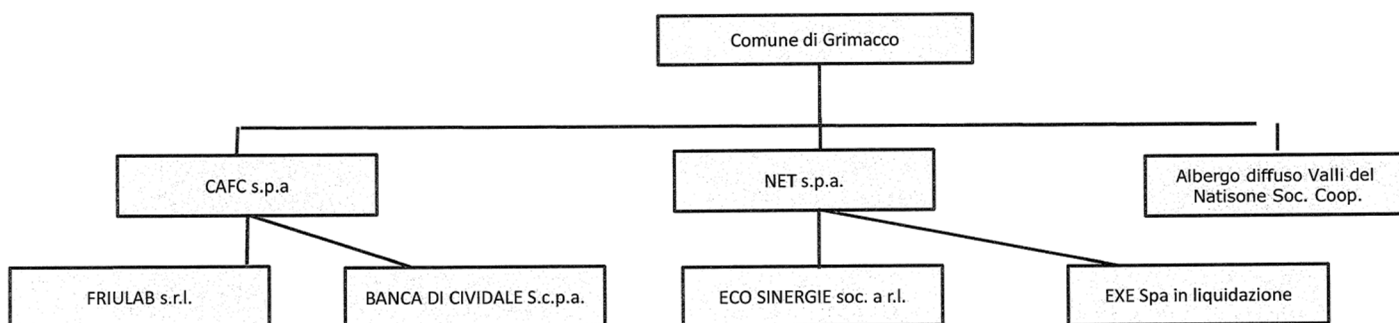 Comune di Grimacco
CAFC s.p.a
NET s.p.a.
Albergo diffuso Valli del
Natisone Soc. Coop.
FRIULAB s.r.l.
BANCA DI CIVIDALE S.c.p.a.
ECO SINERGIE soc. a r.l.
EXE Spa in liquidazione